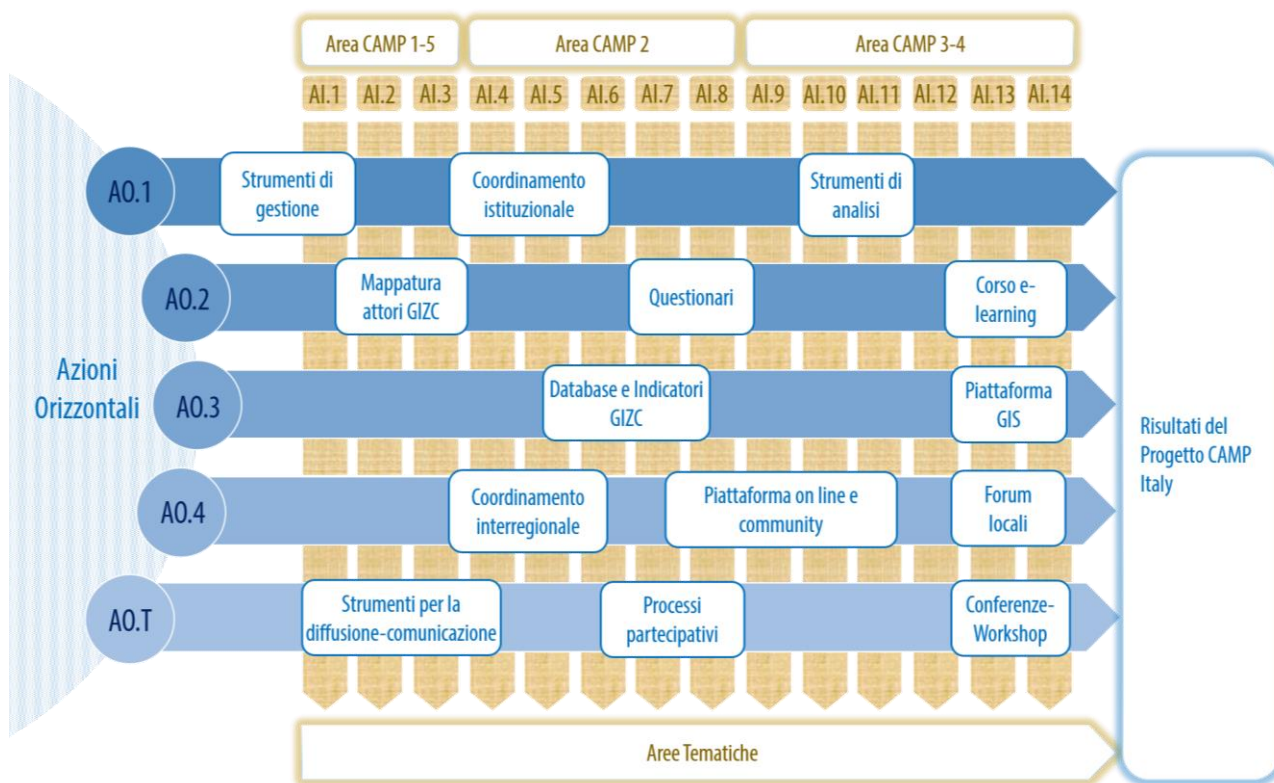 Area CAMP 1-5
Area CAMP 2
Area CAMP 3-4
AI.1
AI.2
AI.3
AI.4
AI.5
AI.6
AI.7
AI.8
AI.9
AI.10
AI.11
AI.12
AI.13
AI.14
Azioni
Orizzontali
AO.1
Strumenti di
gestione
Coordinamento
istituzionale
Strumenti di
analisi
AO.2
Mappatura
attori GIZC
Questionari
Corso e-
learning
AO.3
Database e Indicatori
GIZC
Piattaforma
GIS
AO.4
Coordinamento
interregionale
Piattaforma on line e
community
Forum
locali
AO.T
Strumenti per la
diffusione-comunicazione
Processi
partecipativi
Conferenze-
Workshop
Risultati del
Progetto CAMP
Italy
Aree Tematiche